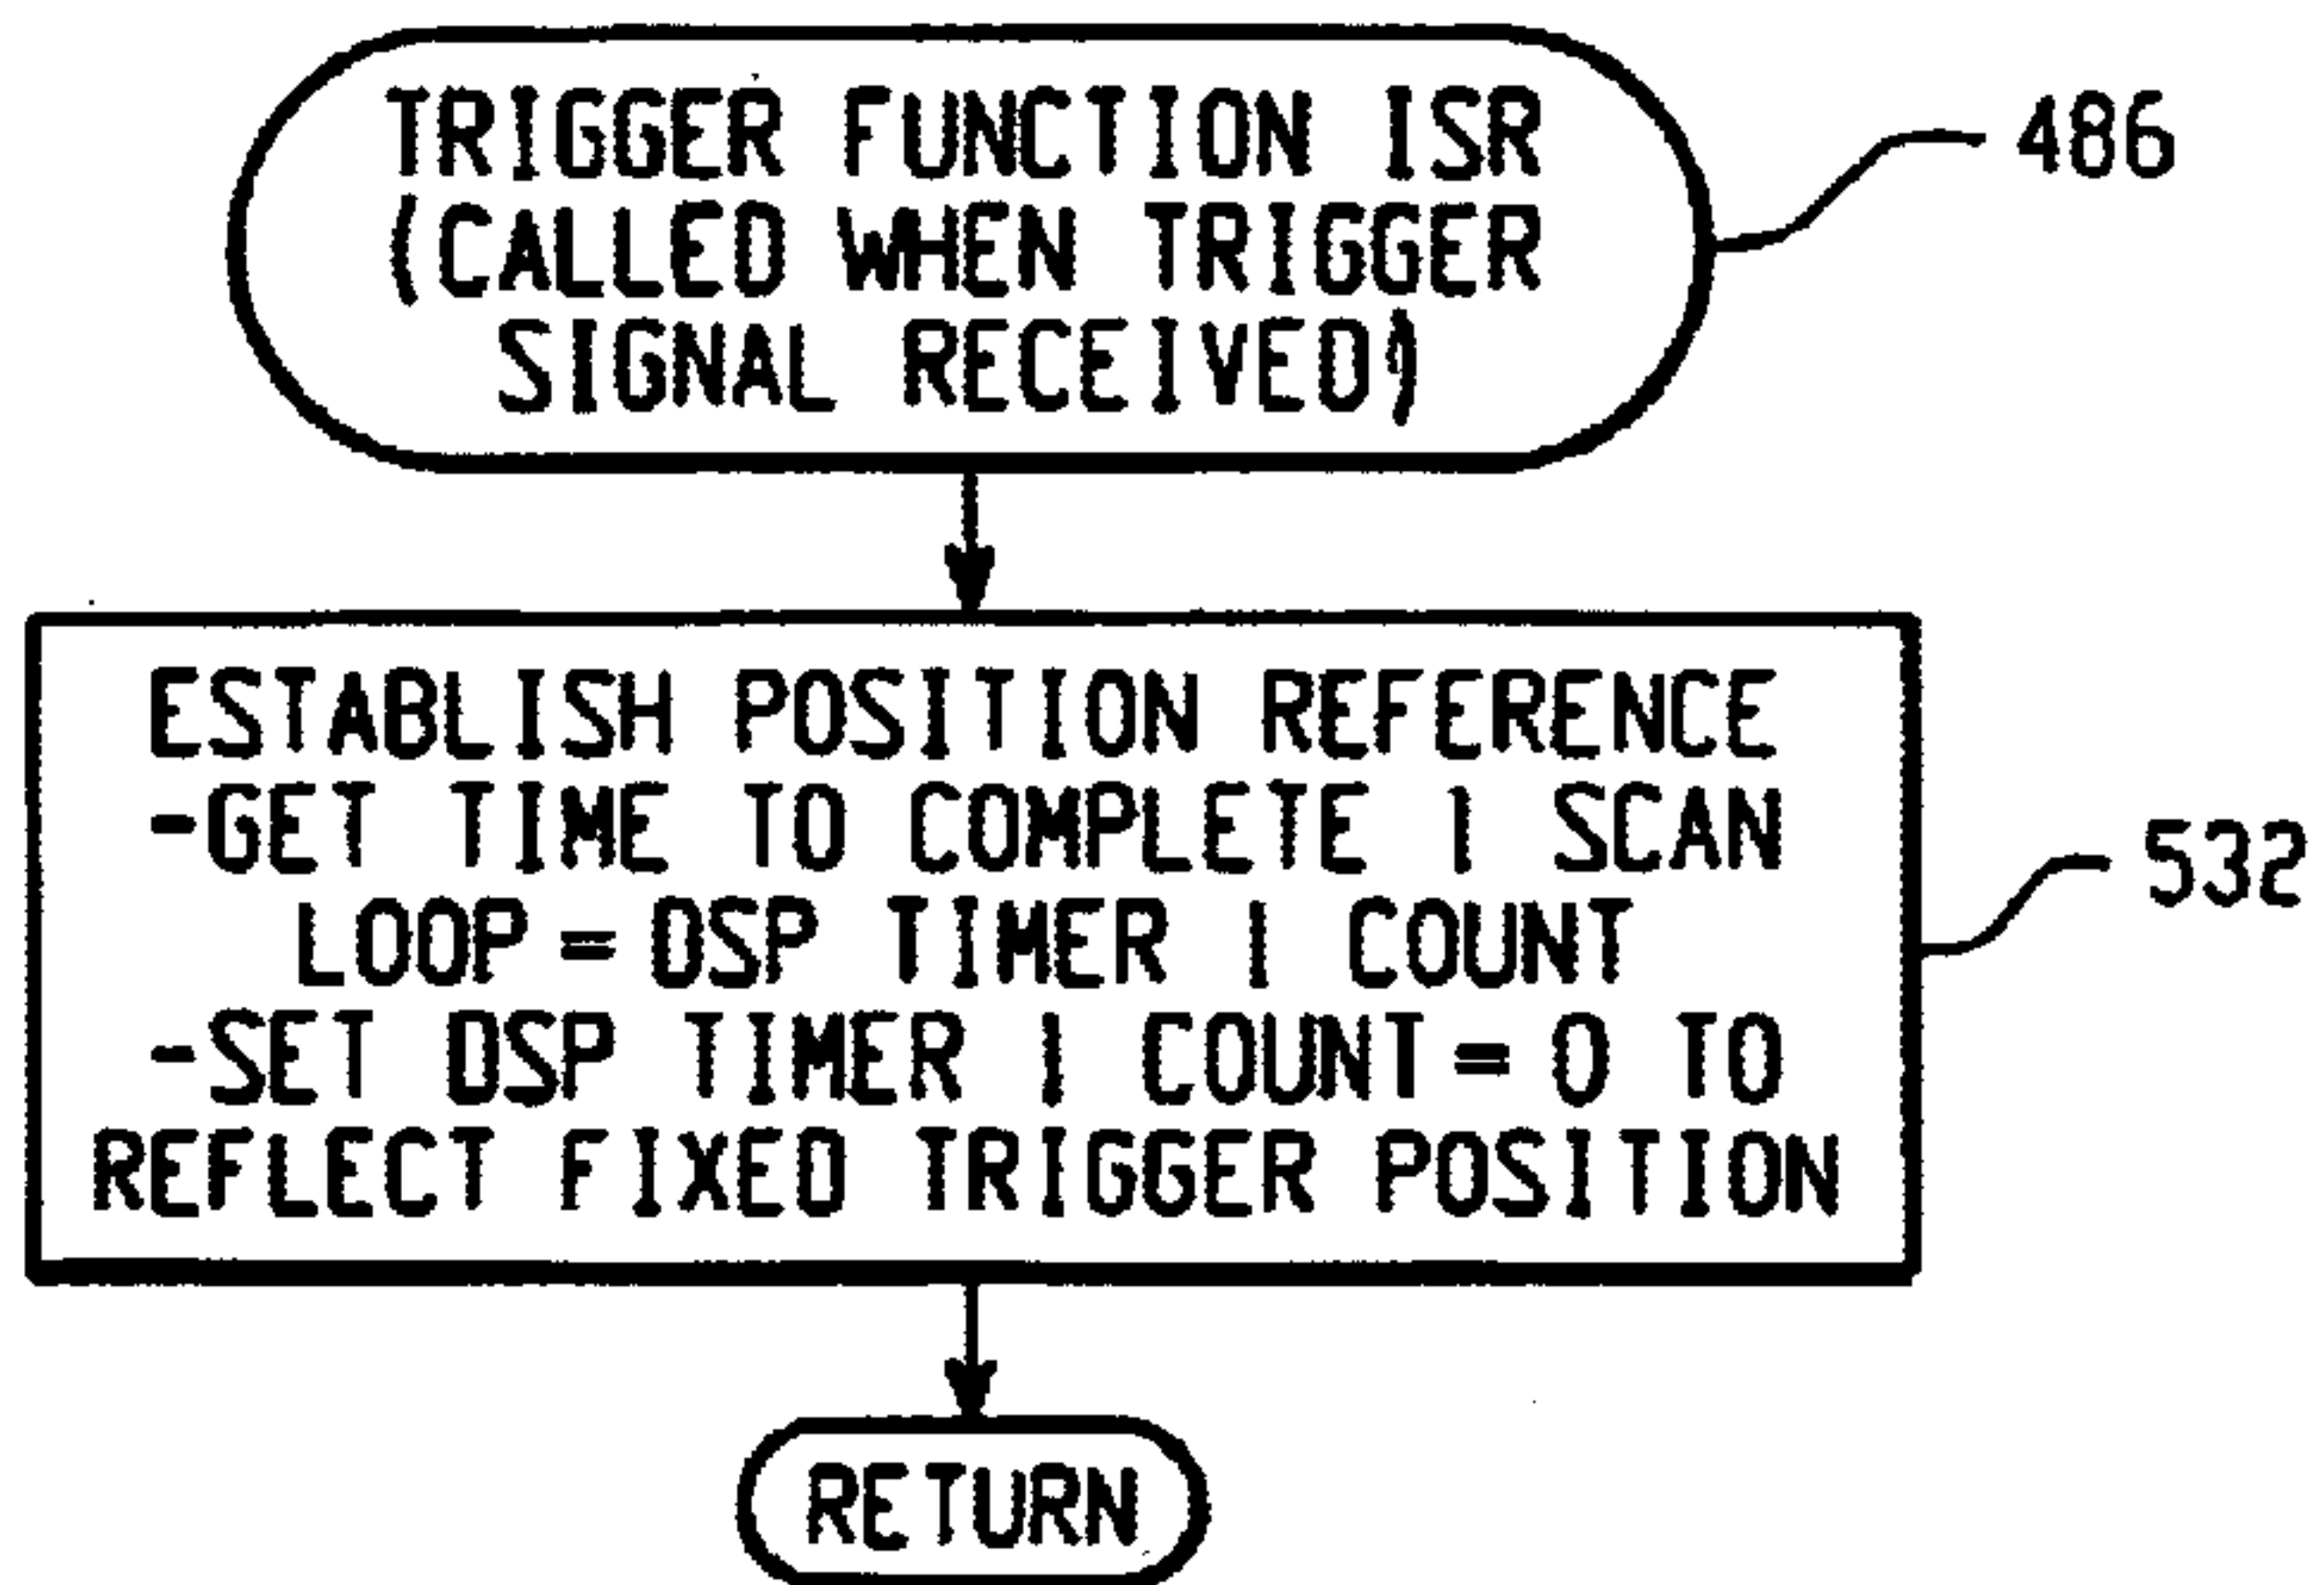 TRIGGER FUNCTION ISR
(CALLED WHEN TRIGGER
SIGNAL RECEIVED)
486
ESTABLISH POSITION REFERENCE
-GET TIME TO COMPLETE 1 SCAN
LOOP = DSP TIMER 1 COUNT
-SET DSP TIMER 1 COUNT = 0 TO
REFLECT FIXED TRIGGER POSITION
532
RETURN